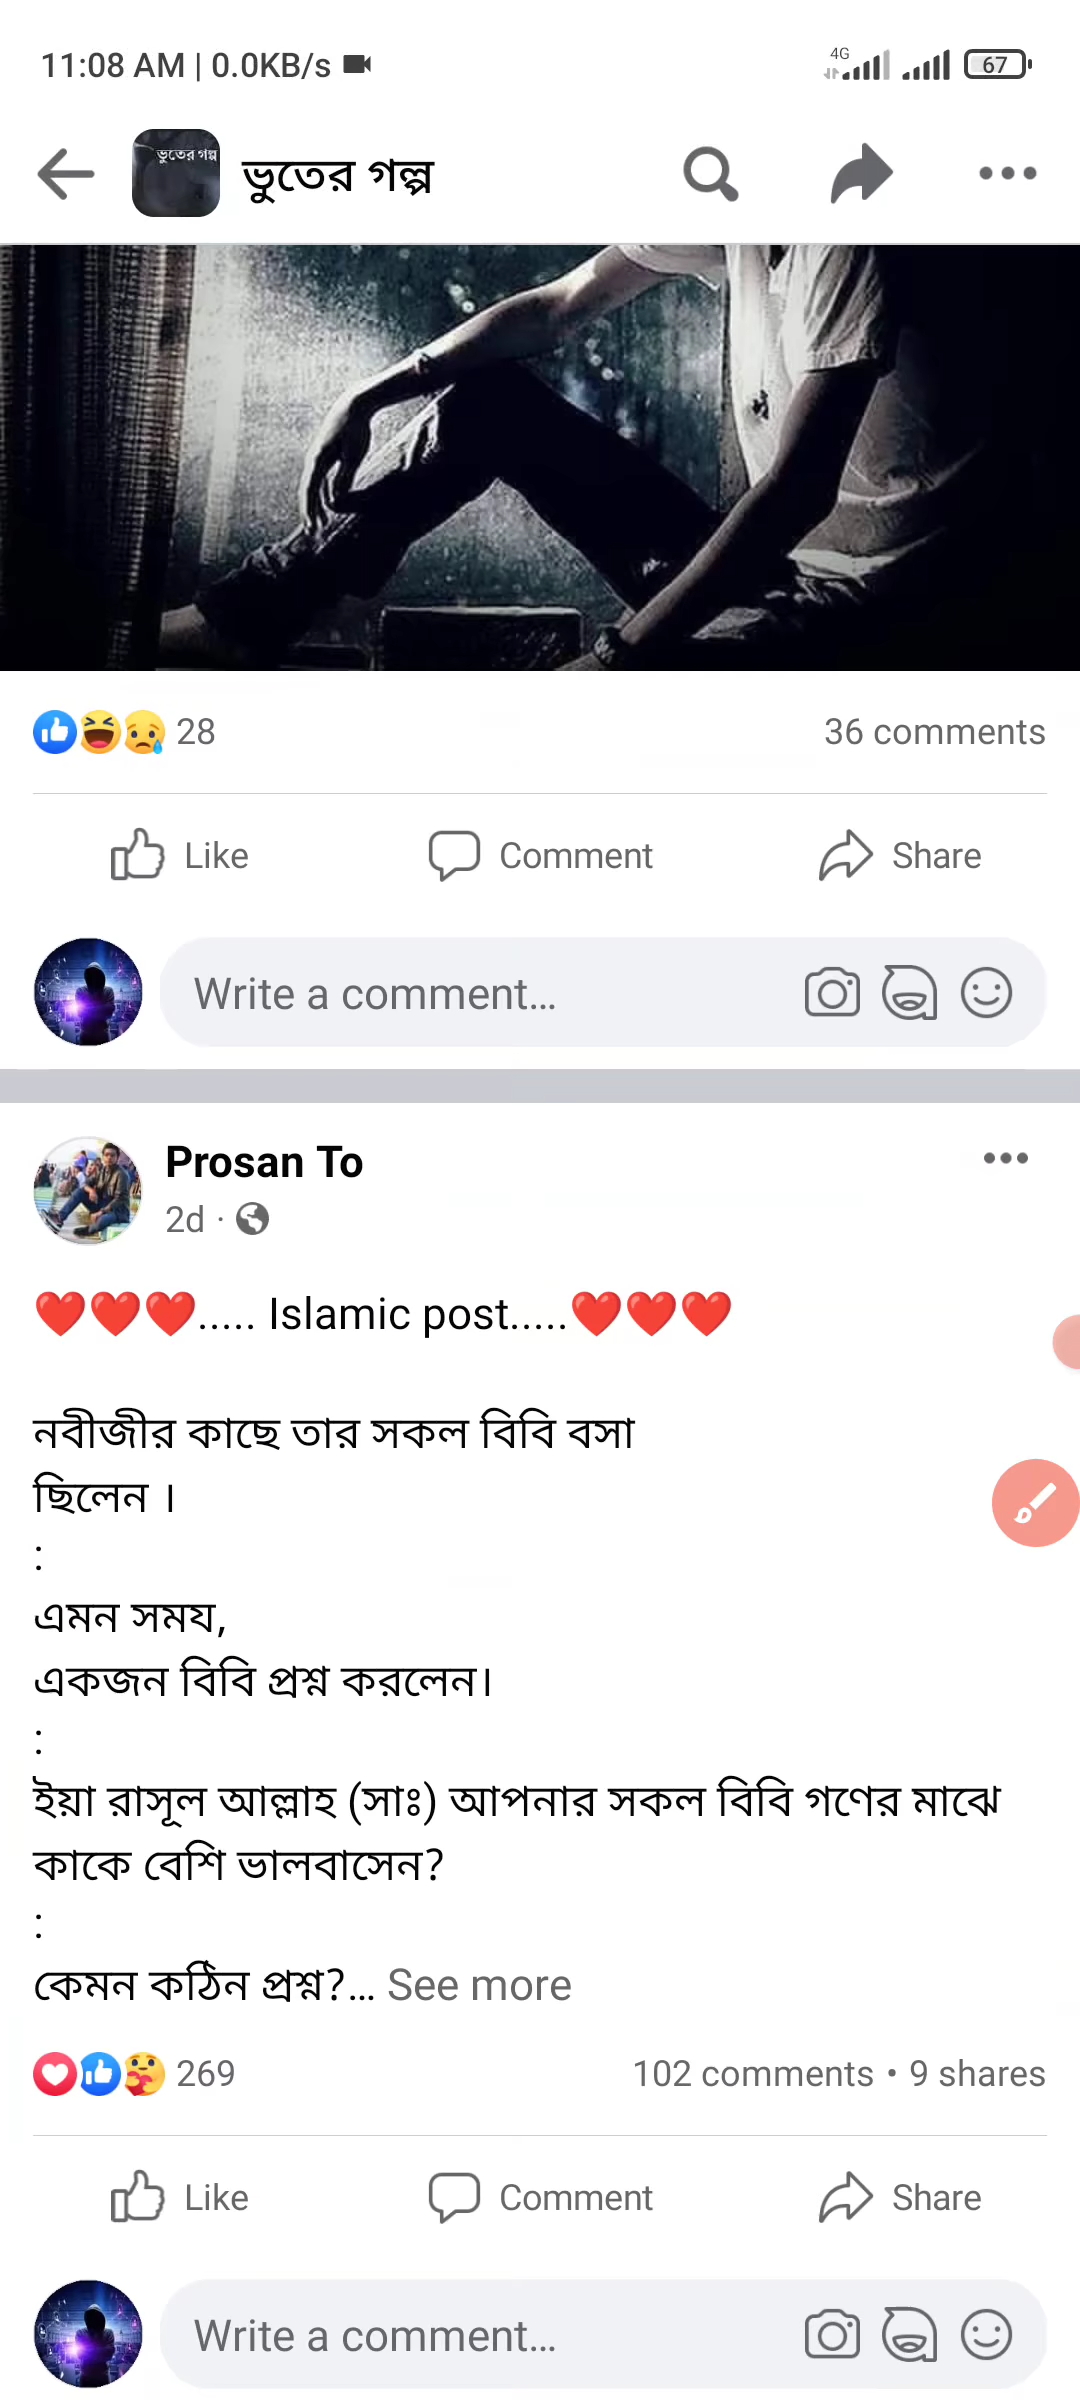 11:08 AM | 0.0KB/s
4G
67
ভুতের গল্প
ভুতের গল্প
28
36 comments
Like
Comment
Share
Write a comment...
Prosan To
2d ·
❤️❤️❤️..... Islamic post.....❤️❤️❤️
নবীজীর কাছে তার সকল বিবি বসা
ছিলেন ।
:
এমন সময,
একজন বিবি প্রশ্ন করলেন।
:
ইয়া রাসূল আল্লাহ (সাঃ) আপনার সকল বিবি গণের মাঝে
কাকে বেশি ভালবাসেন?
:
কেমন কঠিন প্রশ্ন?... See more
269
102 comments • 9 shares
Like
Comment
Share
Write a comment...